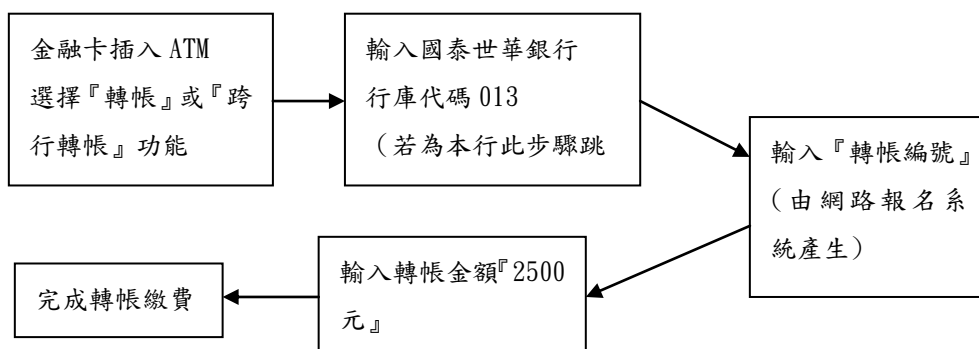 金融卡插入 ATM
選擇『轉帳』或『跨
行轉帳』功能
輸入國泰世華銀行
行庫代碼 013
（若為本行此步驟跳
輸入『轉帳編號』
（由網路報名系
統產生）
輸入轉帳金額『2500
元』
完成轉帳繳費